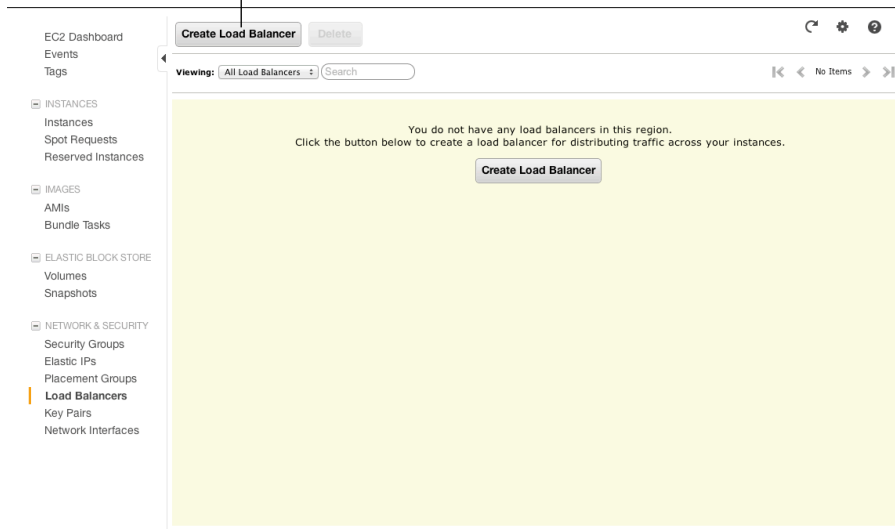 EC2 Dashboard
Events
Tags
INSTANCES
Instances
Spot Requests
Reserved Instances
IMAGES
AMIs
Bundle Tasks
ELASTIC BLOCK STORE
Volumes
Snapshots
NETWORK & SECURITY
Security Groups
Elastic IPs
Placement Groups
Load Balancers
Key Pairs
Network Interfaces
Create Load Balancer Delete
Viewing: All Load Balancers Search No Items
You do not have any load balancers in this region.
Click the button below to create a load balancer for distributing traffic across your instances.
Create Load Balancer